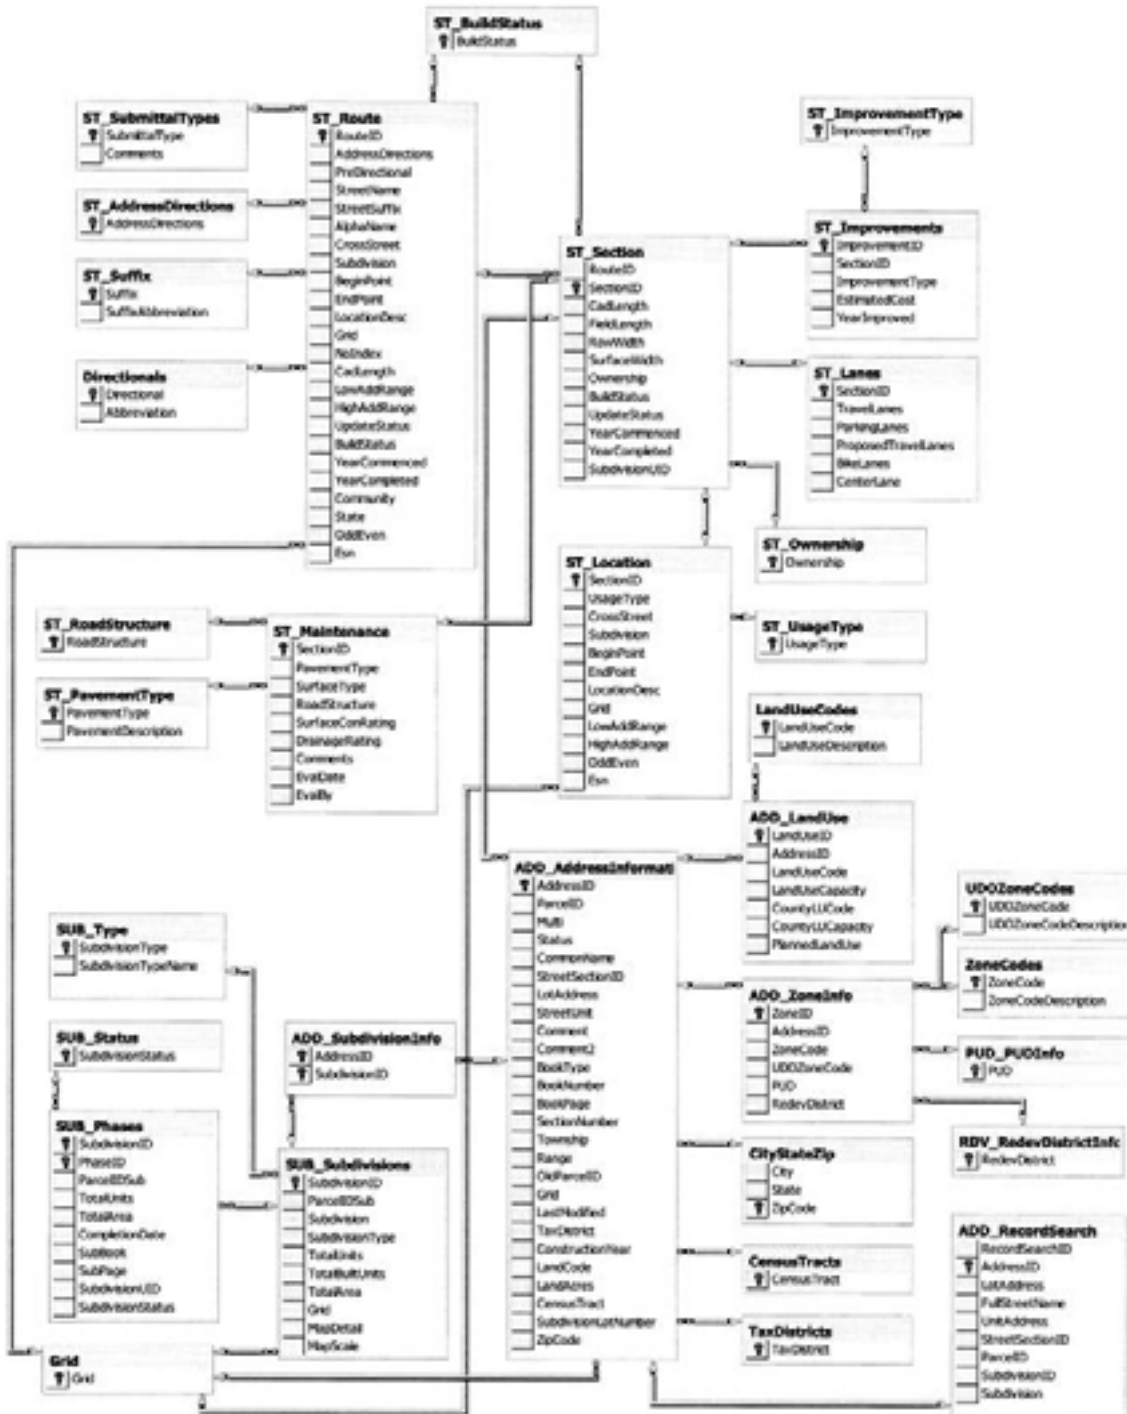 ST_BuildStatus
BuildStatus
ST_SubmittalTypes
SubmittalType
Comments
ST_AddressDirections
AddressDirections
ST_Suffix
Suffix
SuffixAbbreviation
Directionals
Directional
Abbreviation
ST_Route
RouteID
AddressDirections
PreDirectional
StreetName
StreetSuffix
AlphaName
CrossStreet
Subdivision
BeginPoint
EndPoint
LocationDesc
Grid
NoIndex
CadLength
LowAddRange
HighAddRange
UpdateStatus
BuildStatus
YearCommenced
YearCompleted
Community
State
OddEven
Esn
ST_ImprovementType
ImprovementType
ST_Section
RouteID
SectionID
CadLength
FieldLength
RowWidth
SurfaceWidth
Ownership
BuildStatus
UpdateStatus
YearCommenced
YearCompleted
SubdivisionUID
ST_Improvements
ImprovementID
SectionID
ImprovementType
EstimatedCost
YearImproved
ST_Lanes
SectionID
TravelLanes
ParkingLanes
ProposedTravelLanes
BikeLanes
CenterLane
ST_Ownership
Ownership
ST_Location
SectionID
UsageType
CrossStreet
Subdivision
BeginPoint
EndPoint
LocationDesc
Grid
LowAddRange
HighAddRange
OddEven
Esn
ST_UsageType
UsageType
ST_RoadStructure
RoadStructure
ST_PavementType
PavementType
PavementDescription
ST_Maintenance
SectionID
PavementType
SurfaceType
RoadStructure
SurfaceConRating
DrainageRating
Comments
EvalDate
EvalBy
LandUseCodes
LandUseCode
LandUseDescription
ADD_LandUse
LandUseID
AddressID
LandUseCode
LandUseCapacity
CountyLUCode
CountyLUCapacity
PlannedLandUse
ADD_AddressInformati
AddressID
ParcelID
Multi
Status
CommonName
StreetSectionID
LotAddress
StreetUnit
Comment
Comment2
BookType
BookNumber
BookPage
SectionNumber
Township
Range
OldParcelID
Grid
LastModified
TaxDistrict
ConstructionYear
LandCode
LandAcres
CensusTract
SubdivisionLotNumber
ZipCode
UDOZoneCodes
UDOZoneCode
UDOZoneCodeDescription
ZoneCodes
ZoneCode
ZoneCodeDescription
ADD_ZoneInfo
ZoneID
AddressID
ZoneCode
UDOZoneCode
PUD
RedevDistrict
PUD_PUDInfo
PUD
RDV_RedevDistrictInfc
RedevDistrict
CityStateZip
City
State
ZipCode
CensusTracts
CensusTract
TaxDistricts
TaxDistrict
ADD_RecordSearch
RecordSearchID
AddressID
LotAddress
FullStreetName
UnitAddress
StreetSectionID
ParcelID
SubdivisionID
Subdivision
SUB_Type
SubdivisionType
SubdivisionTypeName
SUB_Status
SubdivisionStatus
ADD_SubdivisionInfo
AddressID
SubdivisionID
SUB_Phases
SubdivisionID
PhaseID
ParcelIDSub
TotalUnits
TotalArea
CompletionDate
SubBook
SubPage
SubdivisionUID
SubdivisionStatus
SUB_Subdivisions
SubdivisionID
ParcelIDSub
Subdivision
SubdivisionType
TotalUnits
TotalBuiltUnits
TotalArea
Grid
MapDetail
MapScale
Grid
Grid